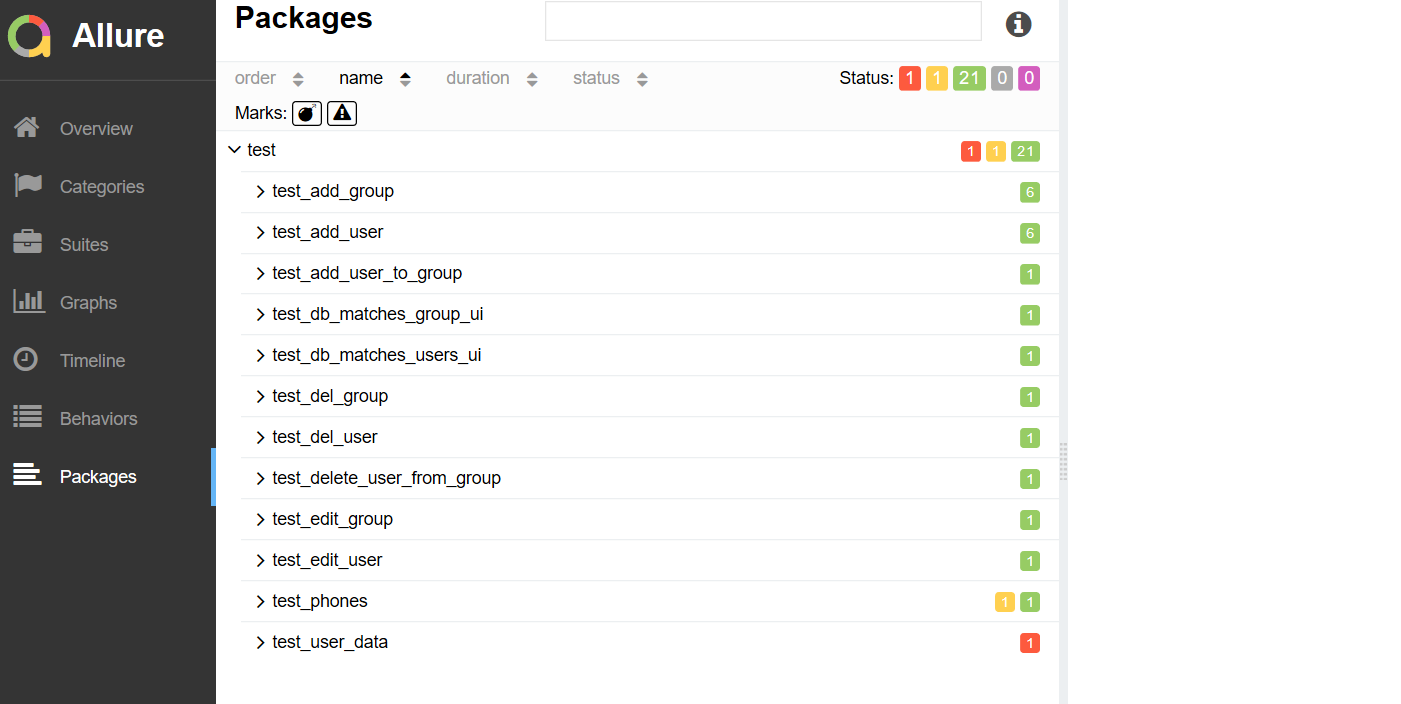 Allure
Overview
Categories
Suites
Graphs
Timeline
Behaviors
Packages
Packages
order name duration status Status: 1 1 21 0 0
Marks:
test 1 1 21
test_add_group 6
test_add_user 6
test_add_user_to_group 1
test_db_matches_group_ui 1
test_db_matches_users_ui 1
test_del_group 1
test_del_user 1
test_delete_user_from_group 1
test_edit_group 1
test_edit_user 1
test_phones 1 1
test_user_data 1